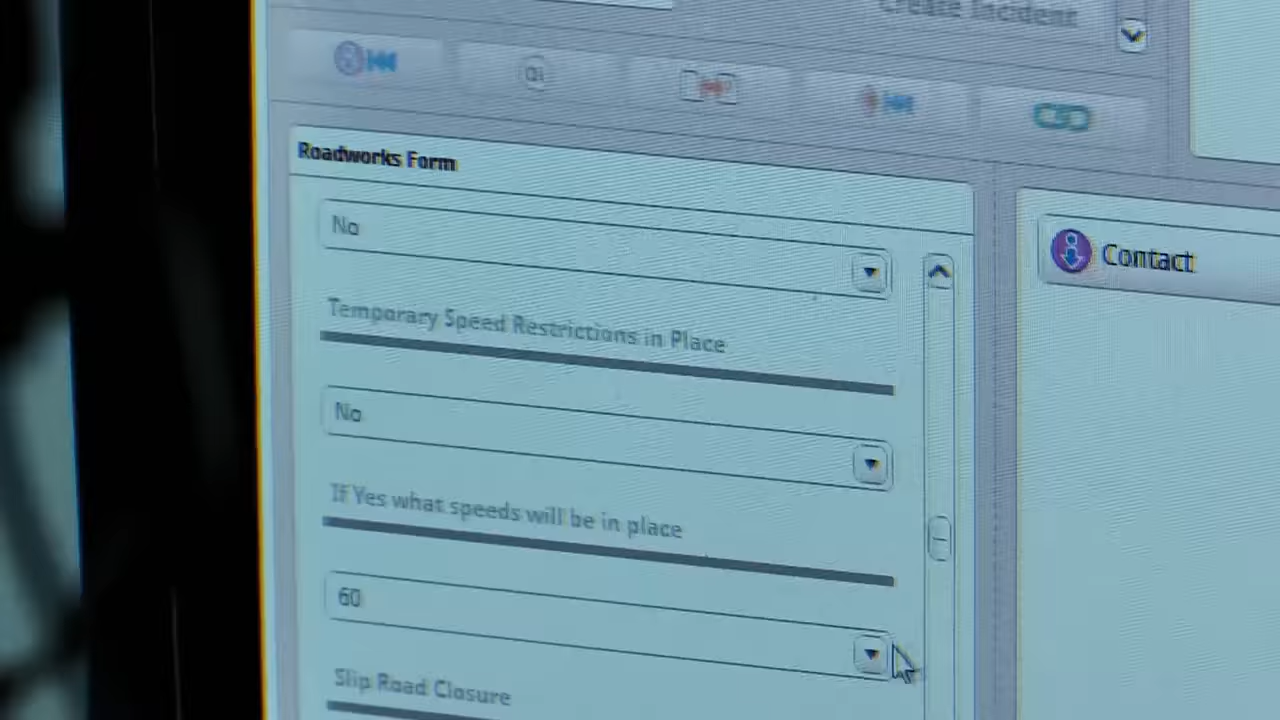 Create Incident
Roadworks Form
No
Contact
Temporary Speed Restrictions in Place
No
If Yes what speeds will be in place
60
Slip Road Closure